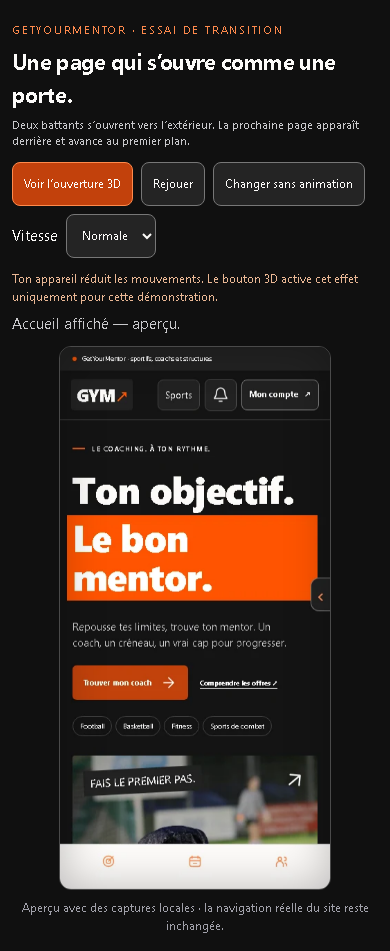 GETYOURMENTOR · ESSAI DE TRANSITION
Une page qui s’ouvre comme une
porte.
Deux battants s’ouvrent vers l’extérieur. La prochaine page apparaît
derrière et avance au premier plan.
Voir l’ouverture 3D
Rejouer
Changer sans animation
Vitesse
Normale
Ton appareil réduit les mouvements. Le bouton 3D active cet effet
uniquement pour cette démonstration.
Accueil affiché — aperçu.
GetYourMentor · sportifs, coachs et structures
GYM↗
Sports
Mon compte ↗
LE COACHING, À TON RYTHME.
Ton objectif.
Le bon
mentor.
Repousse tes limites, trouve ton mentor. Un
coach, un créneau, un vrai cap pour progresser.
Trouver mon coach →
Comprendre les offres ↗
Football
Basketball
Fitness
Sports de combat
FAIS LE PREMIER PAS.
Aperçu avec des captures locales · la navigation réelle du site reste
inchangée.